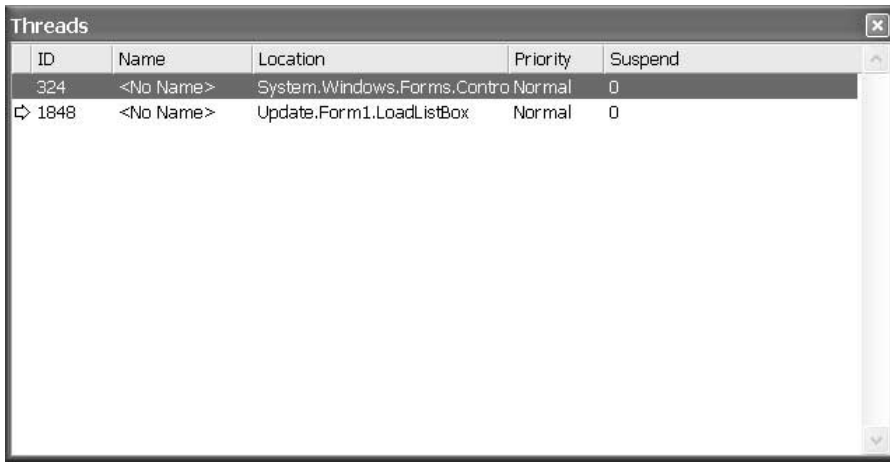 Threads
ID Name Location Priority Suspend
324 <No Name> System.Windows.Forms.Contro Normal 0
1848 <No Name> Update.Form1.LoadListBox Normal 0